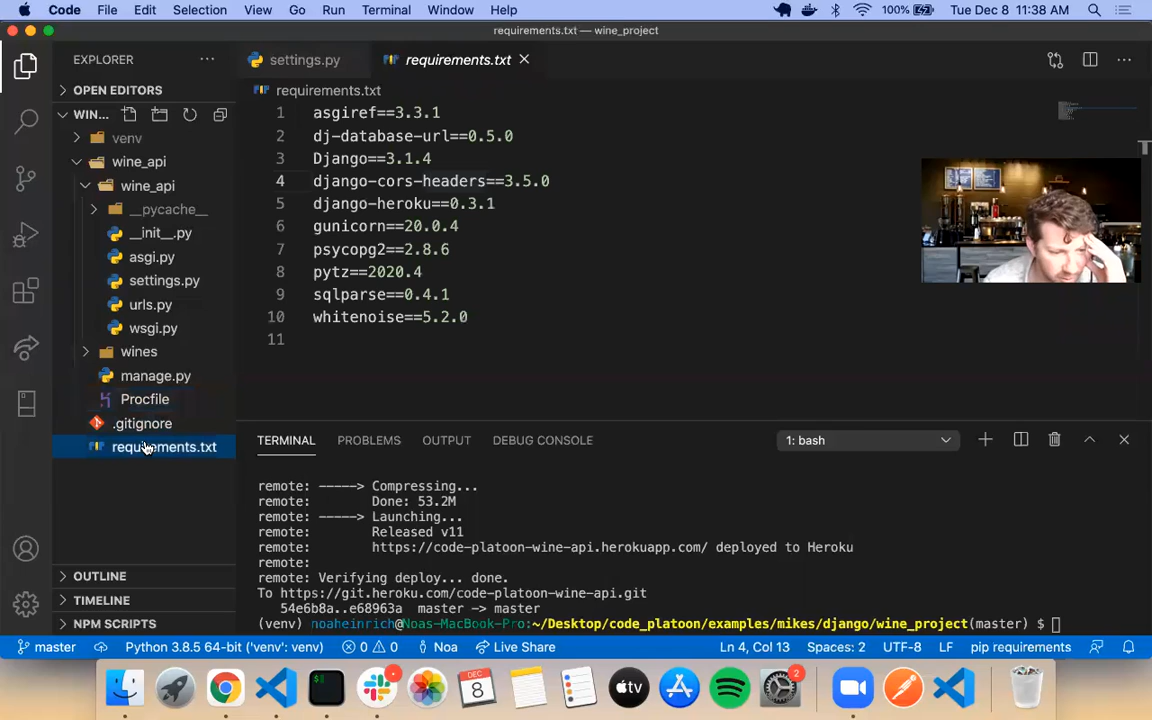 Code File Edit Selection View Go Run Terminal Window Help 100% Tue Dec 8 11:38 AM
requirements.txt — wine_project
EXPLORER
settings.py
requirements.txt
OPEN EDITORS
requirements.txt
WIN...
venv
wine_api
wine_api
__pycache__
__init__.py
asgi.py
settings.py
urls.py
wsgi.py
wines
manage.py
Procfile
.gitignore
requirements.txt
OUTLINE
TIMELINE
NPM SCRIPTS
1 asgiref==3.3.1
2 dj-database-url==0.5.0
3 Django==3.1.4
4 django-cors-headers==3.5.0
5 django-heroku==0.3.1
6 gunicorn==20.0.4
7 psycopg2==2.8.6
8 pytz==2020.4
9 sqlparse==0.4.1
10 whitenoise==5.2.0
11
TERMINAL PROBLEMS OUTPUT DEBUG CONSOLE 1: bash
remote: -----> Compressing...
remote: Done: 53.2M
remote: -----> Launching...
remote: Released v11
remote: https://code-platoon-wine-api.herokuapp.com/ deployed to Heroku
remote:
remote: Verifying deploy... done.
To https://git.heroku.com/code-platoon-wine-api.git
54e6b8a..e68963a master -> master
(venv) noaheinrich@Noas-MacBook-Pro:~/Desktop/code_platoon/examples/mikes/django/wine_project(master) $
master Python 3.8.5 64-bit ('venv': venv) 0 0 Noa Live Share Ln 4, Col 13 Spaces: 2 UTF-8 LF pip requirements
DEC
8
tv
2